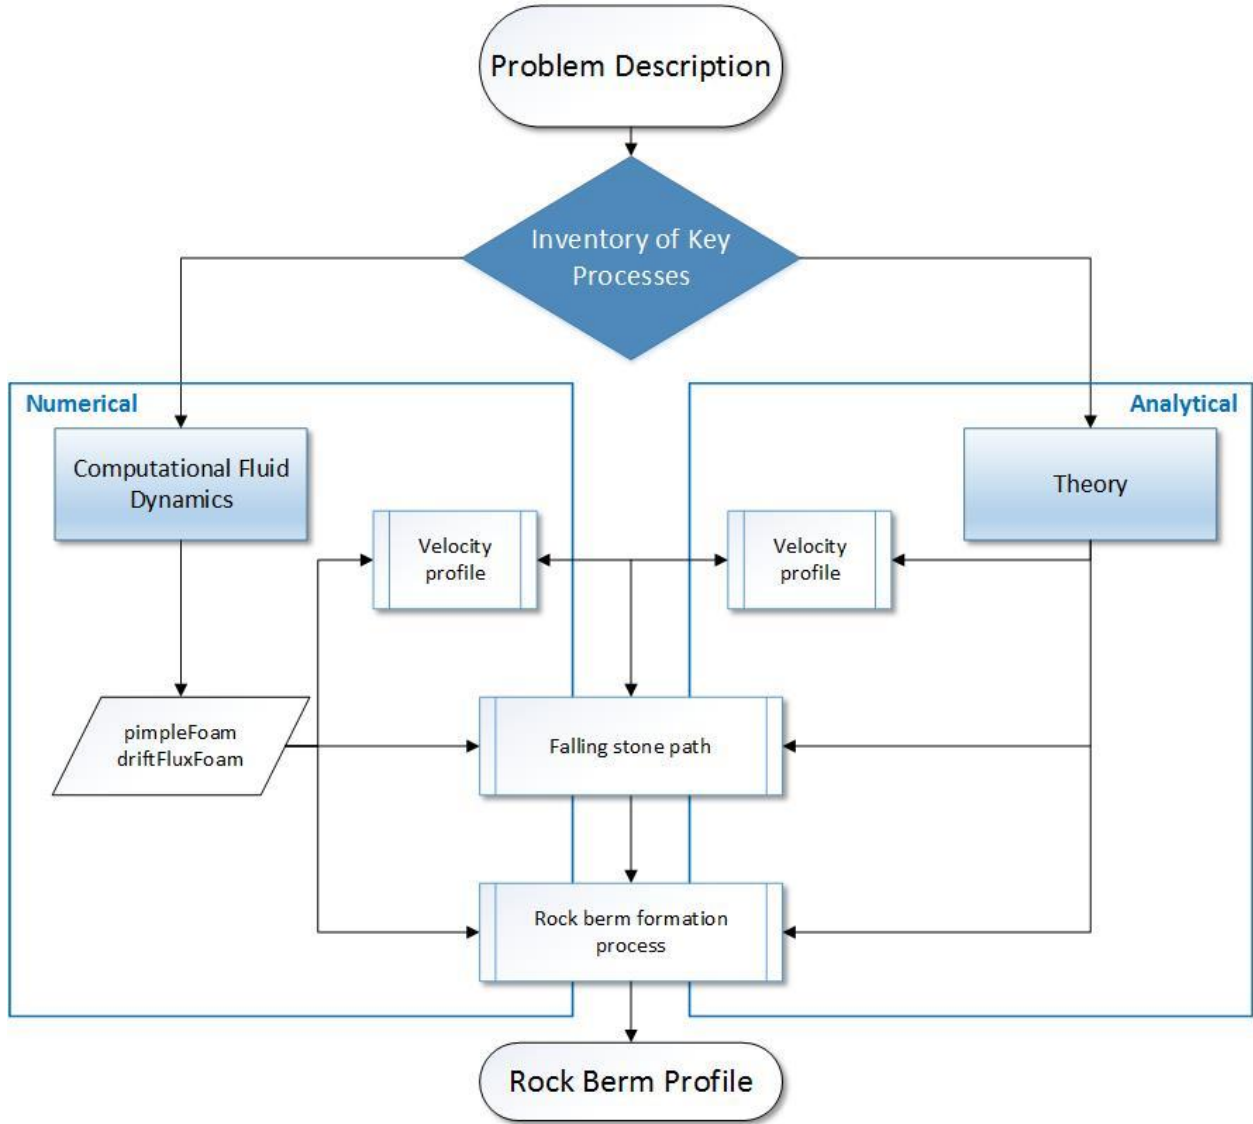 Problem Description
Inventory of Key
Processes
Numerical
Analytical
Computational Fluid
Dynamics
Theory
Velocity
profile
Velocity
profile
pimpleFoam
driftFluxFoam
Falling stone path
Rock berm formation
process
Rock Berm Profile